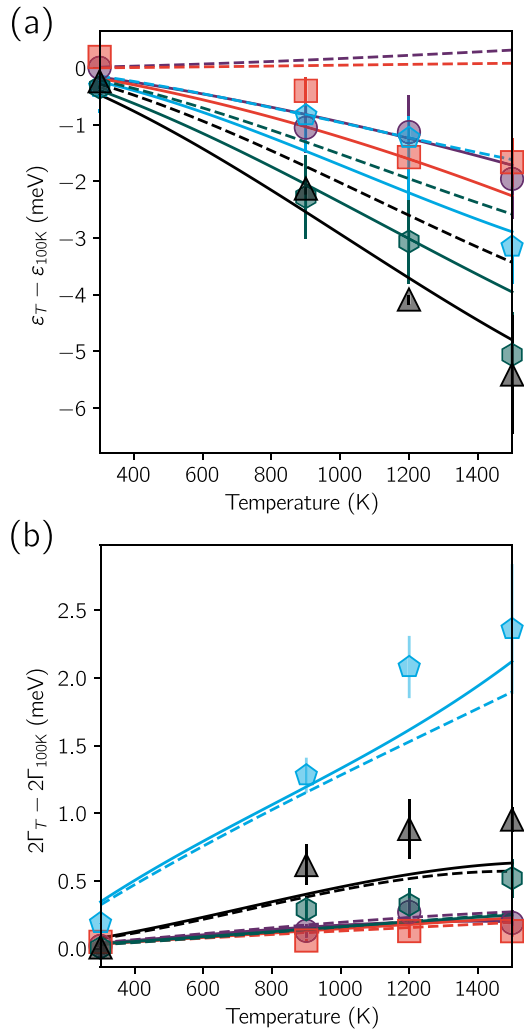 (a)
0
−1
−2
−3
−4
−5
−6
ε_T − ε_100K (meV)
400 600 800 1000 1200 1400
Temperature (K)
(b)
2.5
2.0
1.5
1.0
0.5
0.0
2Γ_T − 2Γ_100K (meV)
400 600 800 1000 1200 1400
Temperature (K)